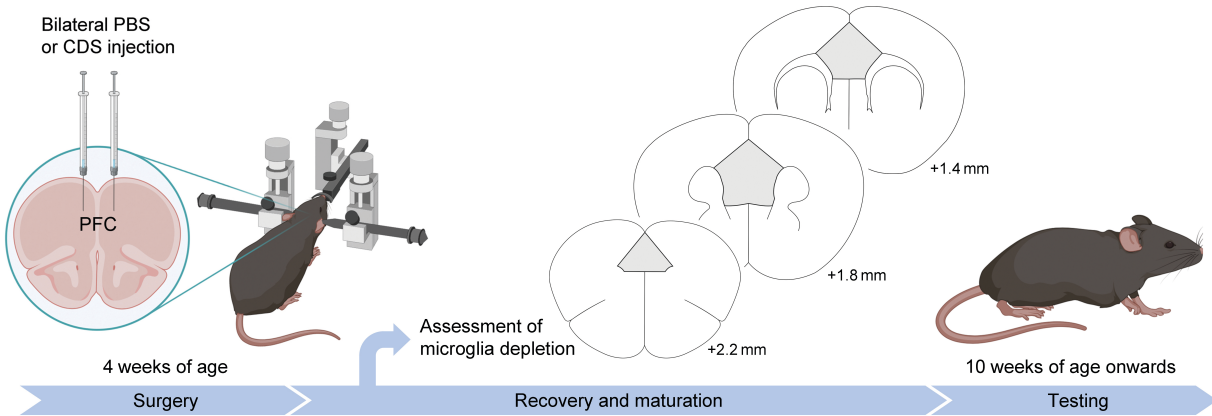 Bilateral PBS
or CDS injection
PFC
+1.4 mm
+1.8 mm
+2.2 mm
Assessment of
microglia depletion
4 weeks of age
10 weeks of age onwards
Surgery
Recovery and maturation
Testing